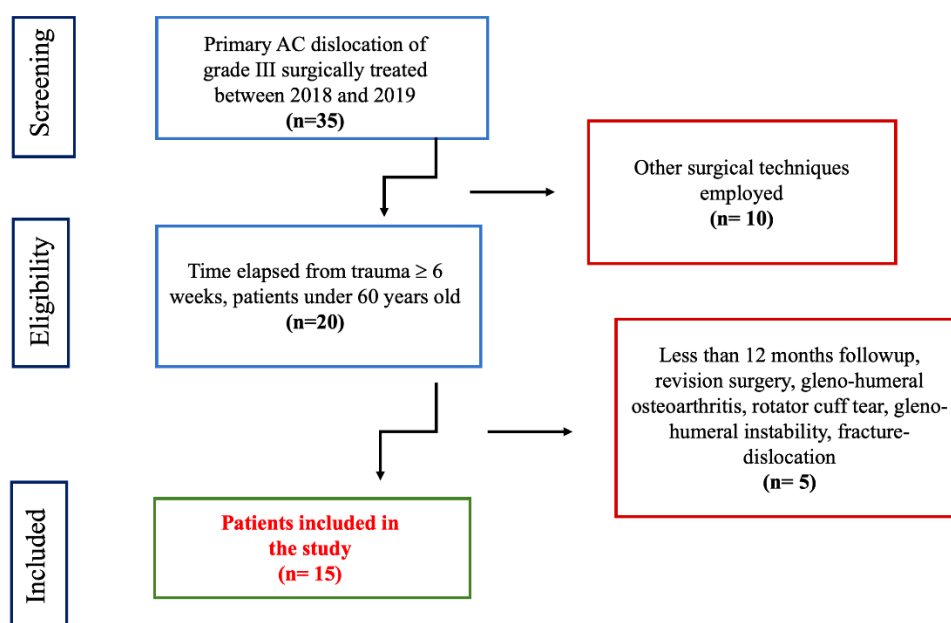 Screening
Primary AC dislocation of
grade III surgically treated
between 2018 and 2019
(n=35)
Other surgical techniques
employed
(n= 10)
Eligibility
Time elapsed from trauma ≥ 6
weeks, patients under 60 years old
(n=20)
Less than 12 months followup,
revision surgery, gleno-humeral
osteoarthritis, rotator cuff tear, gleno-
humeral instability, fracture-
dislocation
(n= 5)
Included
Patients included in
the study
(n= 15)